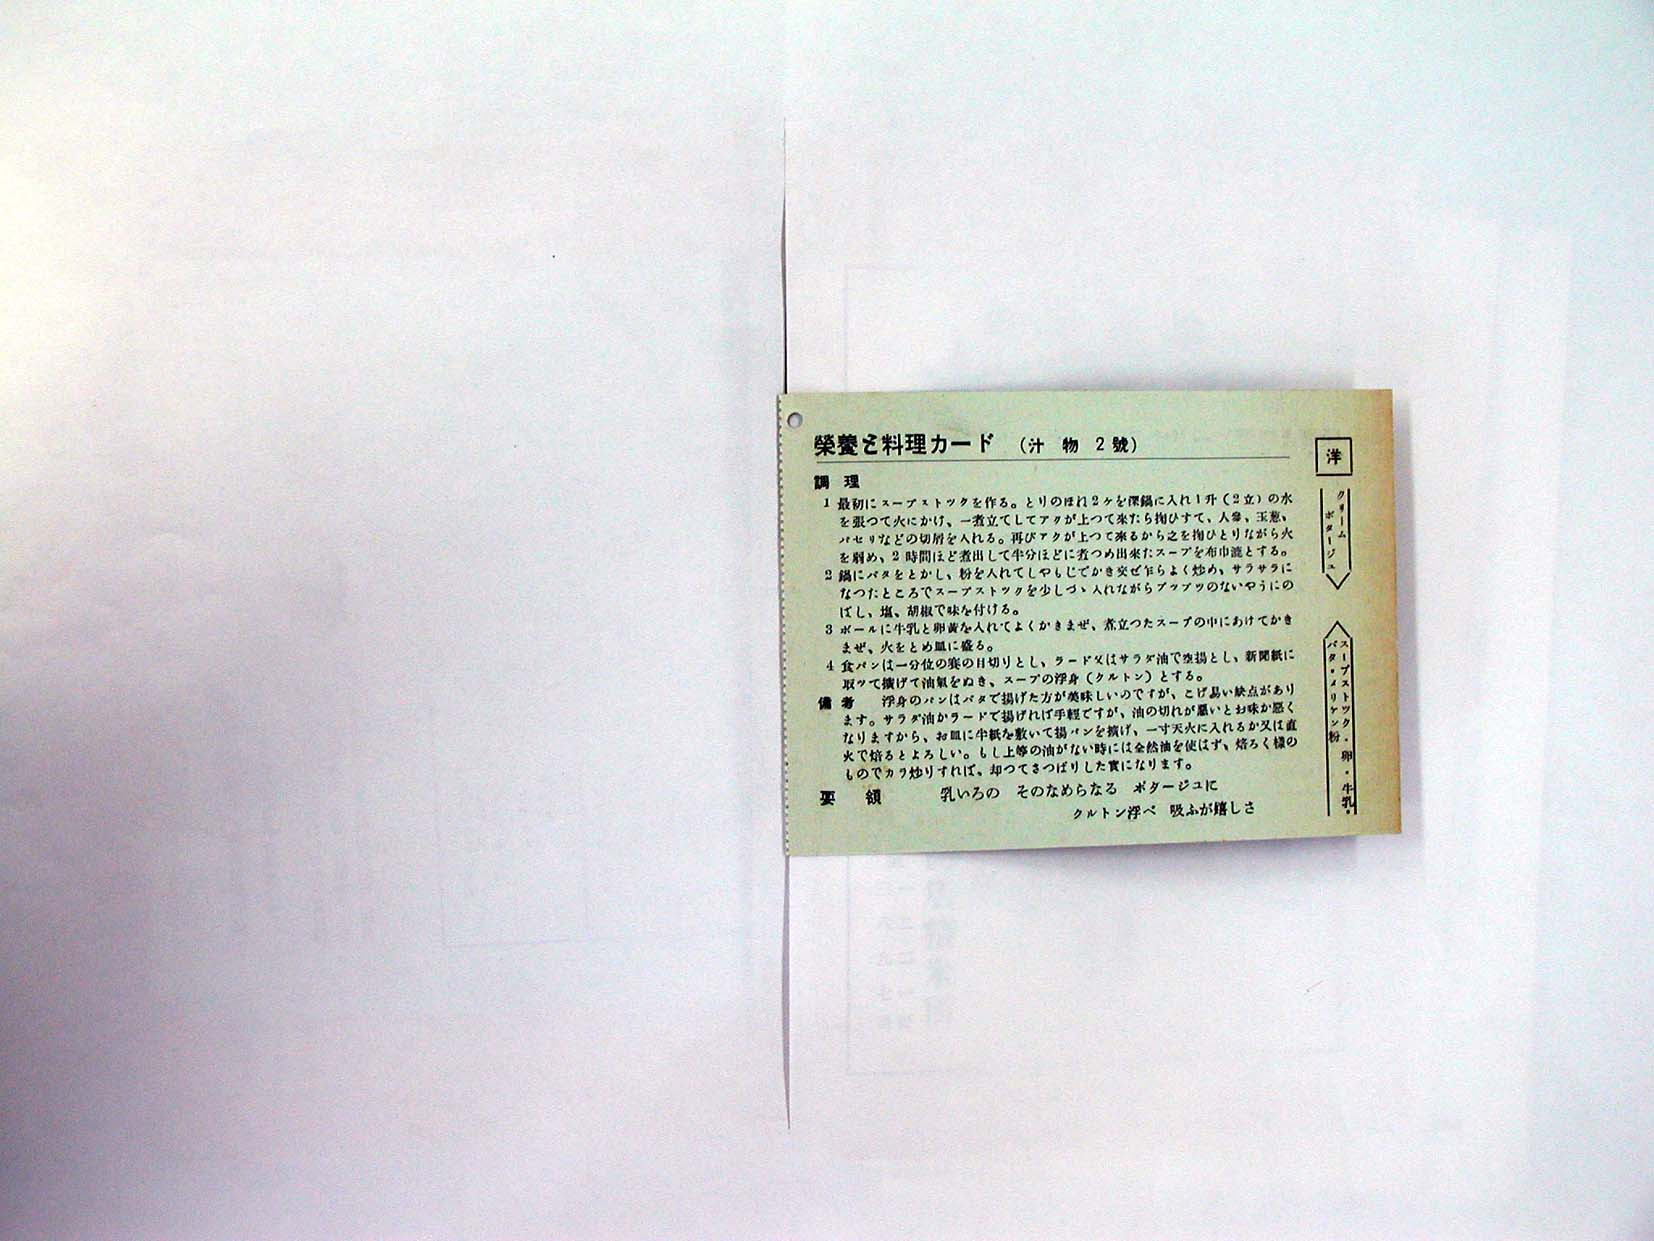 榮養と料理カード (汁物 2號)
調理
1 最初にスープストツクを作る。とりのほね2ケを深鍋に入れ1升(2立)の水
を張つて火にかけ、一煮立てしてアクが上つて來たら掬ひすて、人參、玉葱、
パセリなどの切屑を入れる。再びアクが上つて來るから之を掬ひとりながら火
を弱め、2時間ほど煮出して半分ほどに煮つめ出來たスープを布巾漉とする。
2 鍋にバタをとかし、粉を入れてしやもじでかき交ぜ乍らよく炒め、サラサラに
なつたところでスープストツクを少しづゝ入れながらブツブツのないやうにの
ばし、塩、胡椒で味を付ける。
3 ボールに牛乳と卵黄を入れてよくかきまぜ、煮立つたスープの中にあけてかき
まぜ、火をとめ皿に盛る。
4 食パンは一分位の賽の目切りとし、ラード又はサラダ油で空揚とし、新聞紙に
取つて擴げて油氣をぬき、スープの浮身(クルトン)とする。
備考 浮身のパンはバタで揚げた方が美味しいのですが、こげ易い缺点があり
ます。サラダ油かラードで揚げれば手輕ですが、油の切れが悪いとお味が悪く
なりますから、お皿に半紙を敷いて揚パンを擴げ、一寸天火に入れるか又は直
火で焙るとよろしい。もし上等の油がない時には全然油を使はず、焙ろく様の
ものでカラ炒りすれば、却つてさつぱりした實になります。
要領 乳いろの そのなめらなる ポタージユに
クルトン浮べ 吸ふが嬉しさ
洋
クリーム
ポタージユ
スープストツク・卵・牛乳・
バタ・メリケン粉